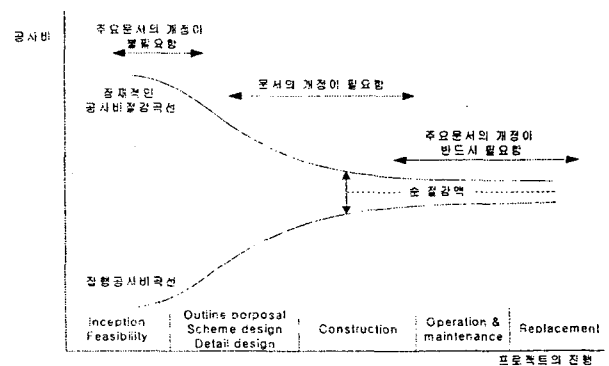 공사비
주요문서의 개정이
불필요함
잠재적인
공사비절감곡선
문서의 개정이 필요함
주요문서의 개정이
반드시 필요함
순 절감액
집행공사비곡선
Inception
Feasibility
Outline porposal
Scheme design
Detail design
Construction
Operation &
maintenance
Replacement
프로젝트의 진행